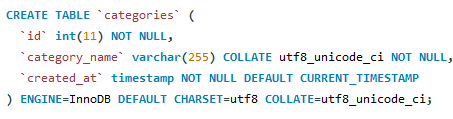 CREATE TABLE `categories` (
  `id` int(11) NOT NULL,
  `category_name` varchar(255) COLLATE utf8_unicode_ci NOT NULL,
  `created_at` timestamp NOT NULL DEFAULT CURRENT_TIMESTAMP
) ENGINE=InnoDB DEFAULT CHARSET=utf8 COLLATE=utf8_unicode_ci;